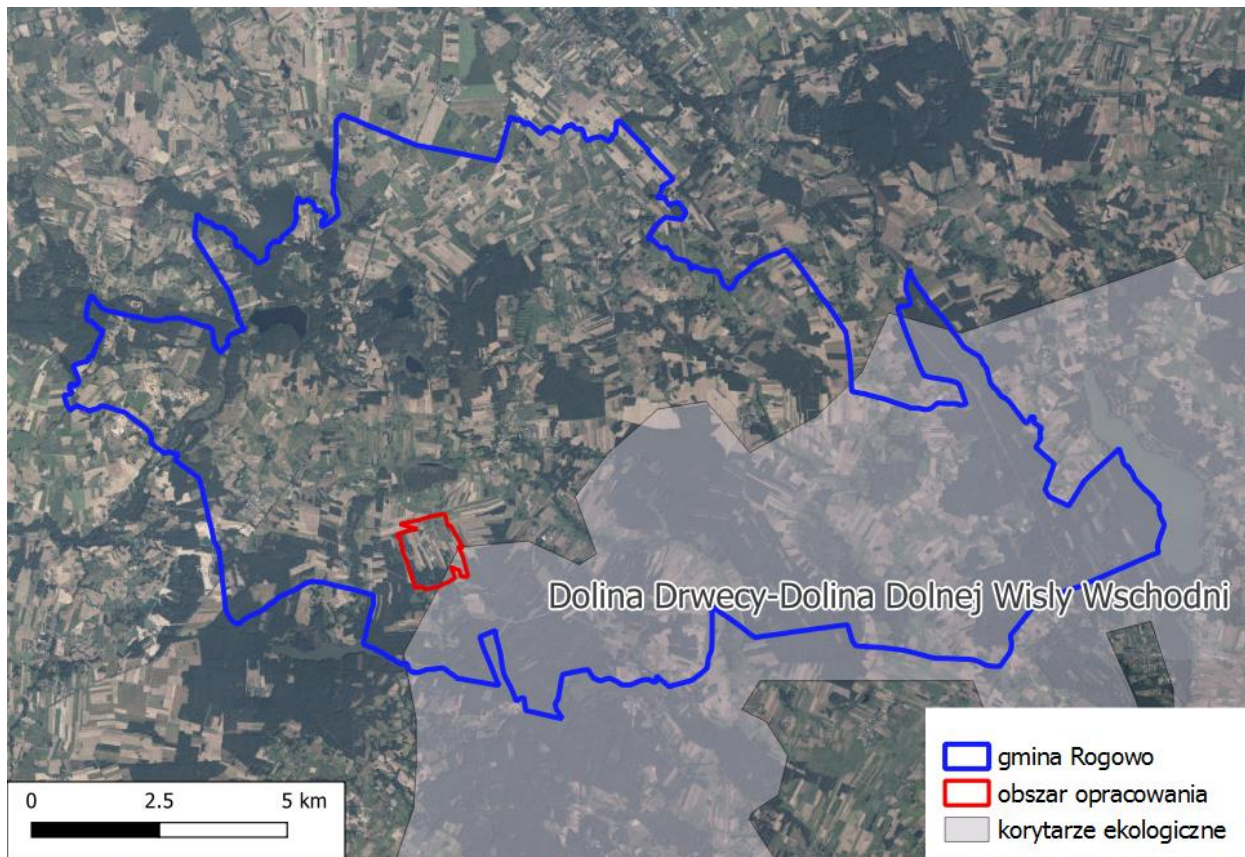 Dolina Drwecy-Dolina Dolnej Wisly Wschodni
0 2.5 5 km
gmina Rogowo
obszar opracowania
korytarze ekologiczne